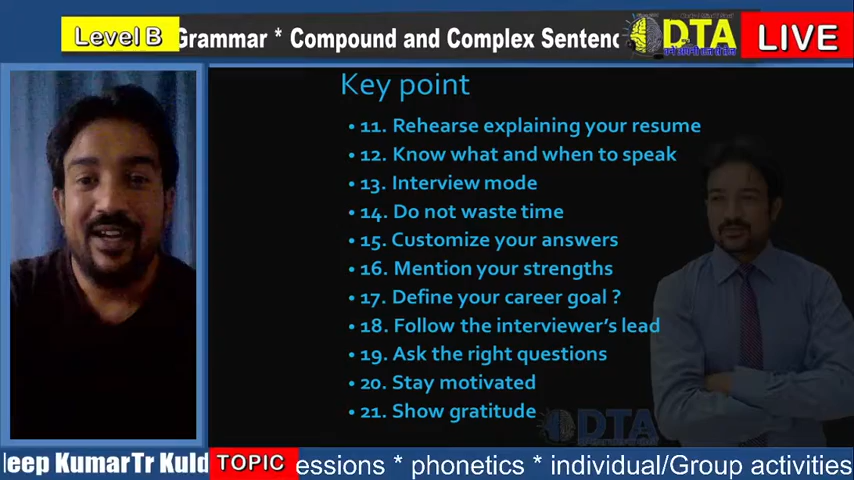 Level B
Grammar * Compound and Complex Sentenc
DTA
LIVE
Key point
• 11. Rehearse explaining your resume
• 12. Know what and when to speak
• 13. Interview mode
• 14. Do not waste time
• 15. Customize your answers
• 16. Mention your strengths
• 17. Define your career goal ?
• 18. Follow the interviewer's lead
• 19. Ask the right questions
• 20. Stay motivated
• 21. Show gratitude
DTA
leep KumarTr Kuld
TOPIC
essions * phonetics * individual/Group activities